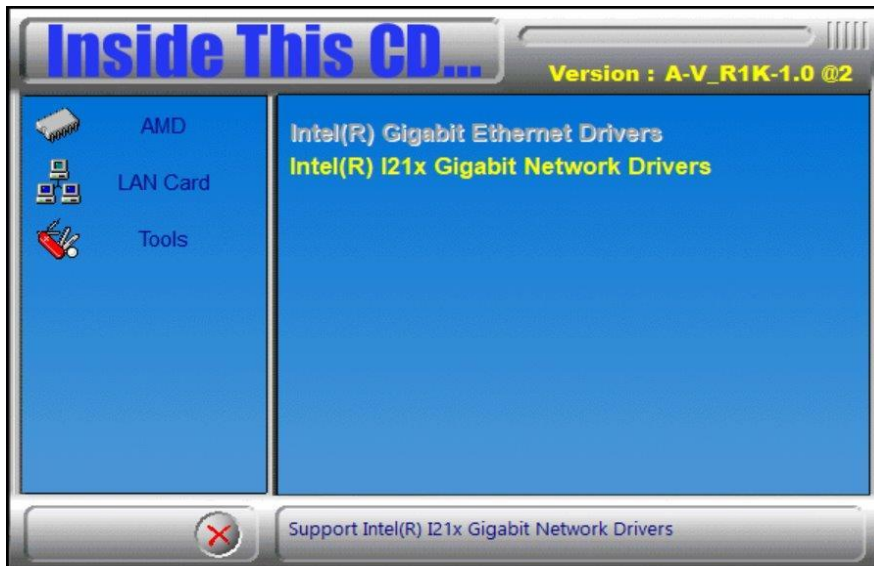 Inside This CD...
Version : A-V_R1K-1.0 @2
AMD
LAN Card
Tools
Intel(R) Gigabit Ethernet Drivers
Intel(R) I21x Gigabit Network Drivers
Support Intel(R) I21x Gigabit Network Drivers